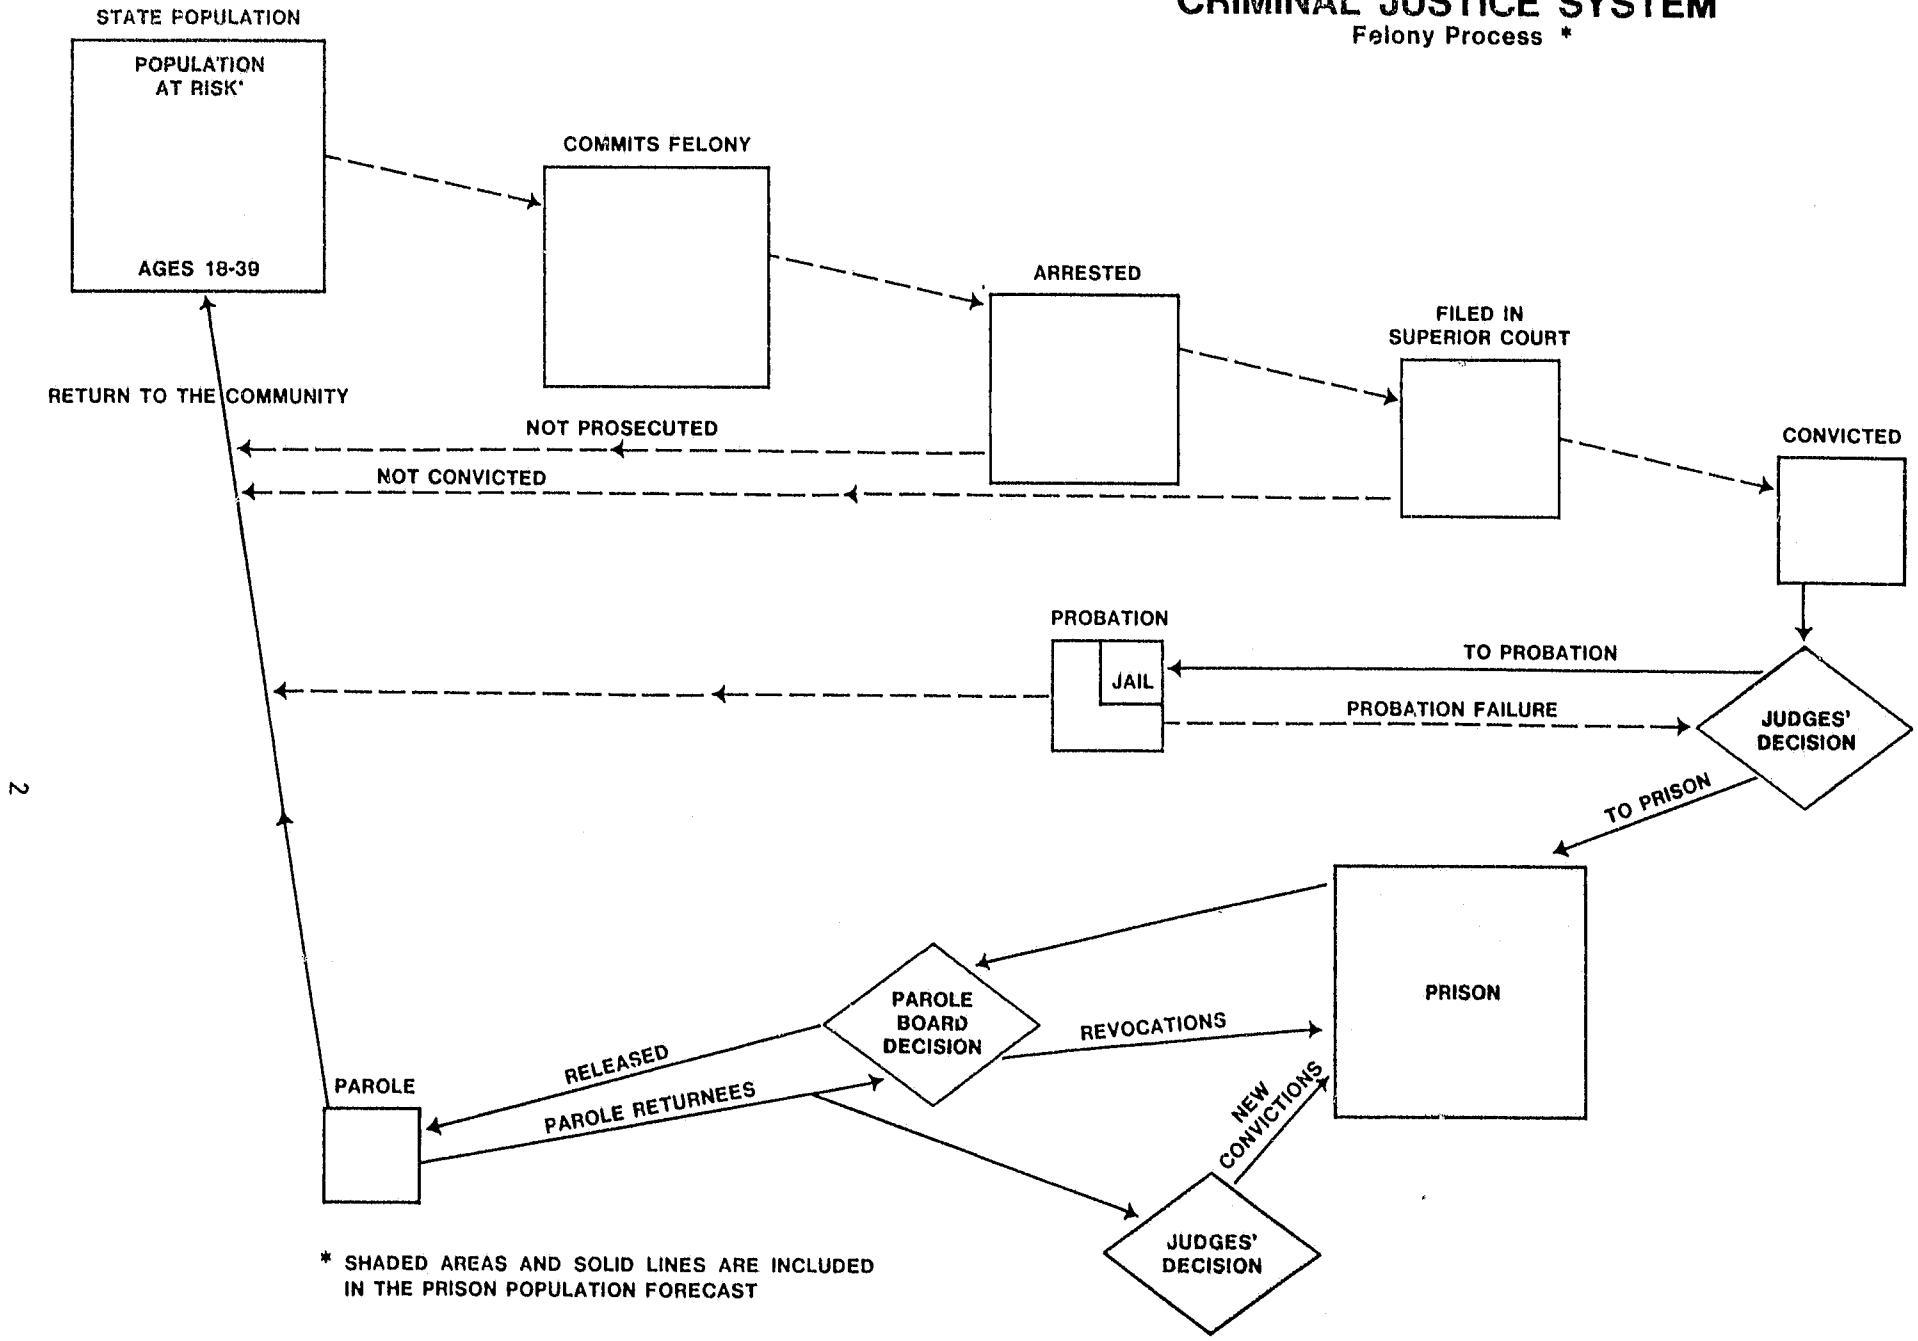 CRIMINAL JUSTICE SYSTEM
Felony Process *
STATE POPULATION
POPULATION
AT RISK*
AGES 18-39
COMMITS FELONY
ARRESTED
FILED IN
SUPERIOR COURT
CONVICTED
RETURN TO THE COMMUNITY
NOT PROSECUTED
NOT CONVICTED
PROBATION
JAIL
TO PROBATION
PROBATION FAILURE
JUDGES'
DECISION
TO PRISON
2
PRISON
PAROLE
BOARD
DECISION
REVOCATIONS
RELEASED
PAROLE RETURNEES
PAROLE
NEW
CONVICTIONS
JUDGES'
DECISION
* SHADED AREAS AND SOLID LINES ARE INCLUDED
IN THE PRISON POPULATION FORECAST